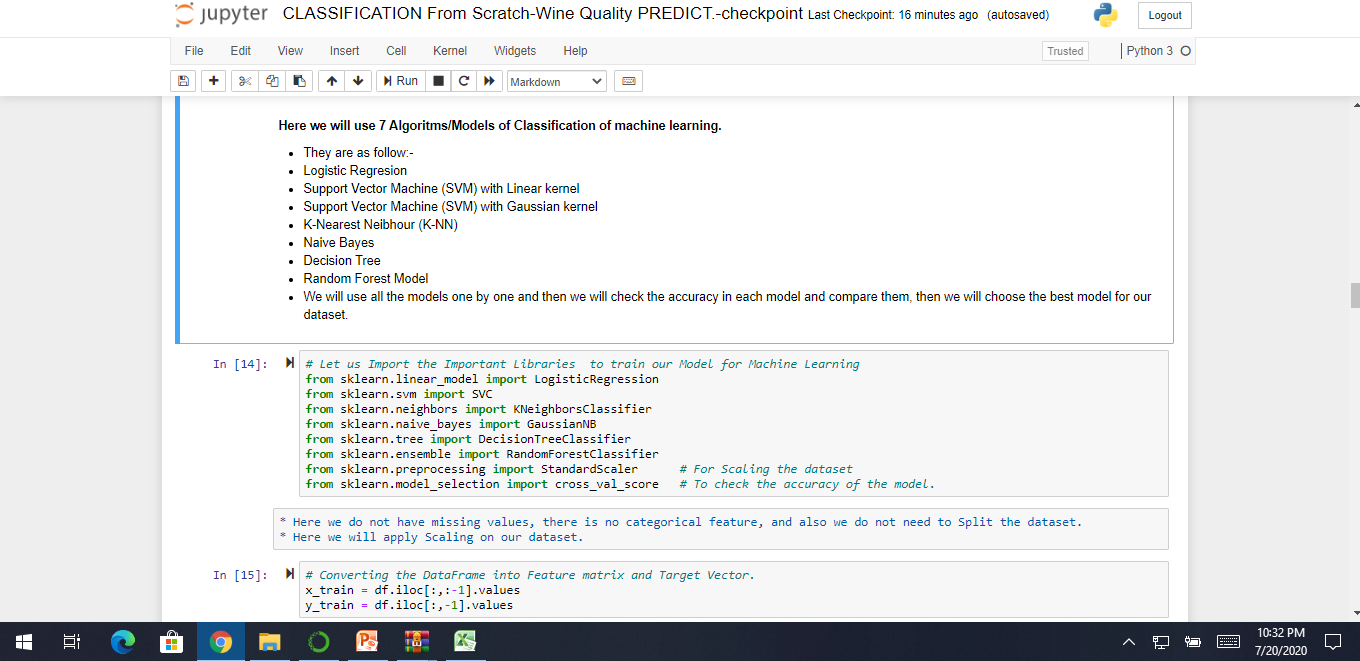 jupyter CLASSIFICATION From Scratch-Wine Quality PREDICT.-checkpoint Last Checkpoint: 16 minutes ago (autosaved) Logout
File Edit View Insert Cell Kernel Widgets Help Trusted Python 3
Run Markdown
Here we will use 7 Algoritms/Models of Classification of machine learning.
• They are as follow:-
• Logistic Regresion
• Support Vector Machine (SVM) with Linear kernel
• Support Vector Machine (SVM) with Gaussian kernel
• K-Nearest Neibhour (K-NN)
• Naive Bayes
• Decision Tree
• Random Forest Model
• We will use all the models one by one and then we will check the accuracy in each model and compare them, then we will choose the best model for our
dataset.
In [14]: # Let us Import the Important Libraries  to train our Model for Machine Learning
from sklearn.linear_model import LogisticRegression
from sklearn.svm import SVC
from sklearn.neighbors import KNeighborsClassifier
from sklearn.naive_bayes import GaussianNB
from sklearn.tree import DecisionTreeClassifier
from sklearn.ensemble import RandomForestClassifier
from sklearn.preprocessing import StandardScaler      # For Scaling the dataset
from sklearn.model_selection import cross_val_score   # To check the accuracy of the model.
* Here we do not have missing values, there is no categorical feature, and also we do not need to Split the dataset.
* Here we will apply Scaling on our dataset.
In [15]: # Converting the DataFrame into Feature matrix and Target Vector.
x_train = df.iloc[:,:-1].values
y_train = df.iloc[:,-1].values
10:32 PM
7/20/2020